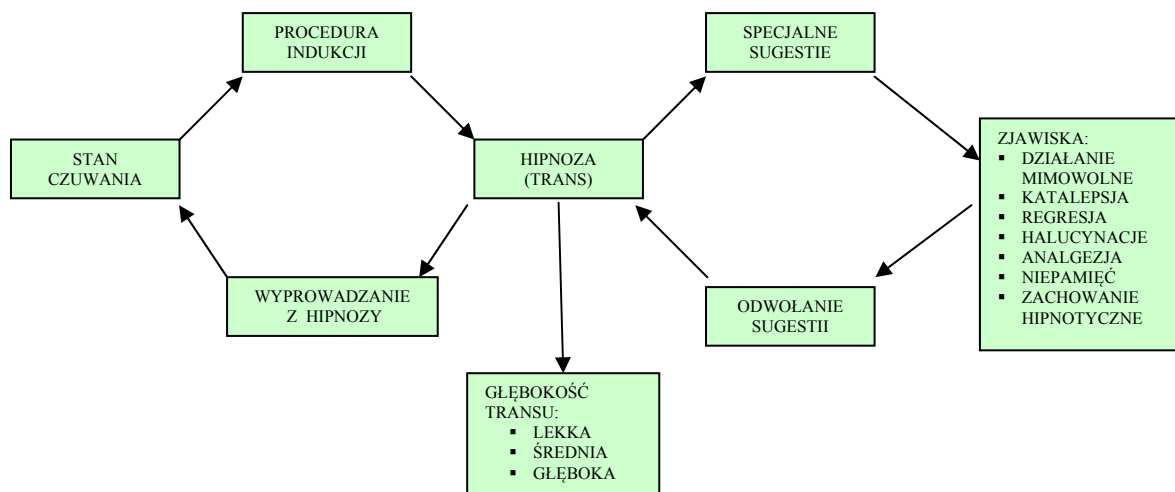 PROCEDURA
INDUKCJI
SPECJALNE
SUGESTIE
STAN
CZUWANIA
HIPNOZA
(TRANS)
ZJAWISKA:
▪ DZIAŁANIE
MIMOWOLNE
▪ KATALEPSJA
▪ REGRESJA
▪ HALUCYNACJE
▪ ANALGEZJA
▪ NIEPAMIĘĆ
▪ ZACHOWANIE
HIPNOTYCZNE
WYPROWADZANIE
Z HIPNOZY
ODWOŁANIE
SUGESTII
GŁĘBOKOŚĆ
TRANSU:
▪ LEKKA
▪ ŚREDNIA
▪ GŁĘBOKA